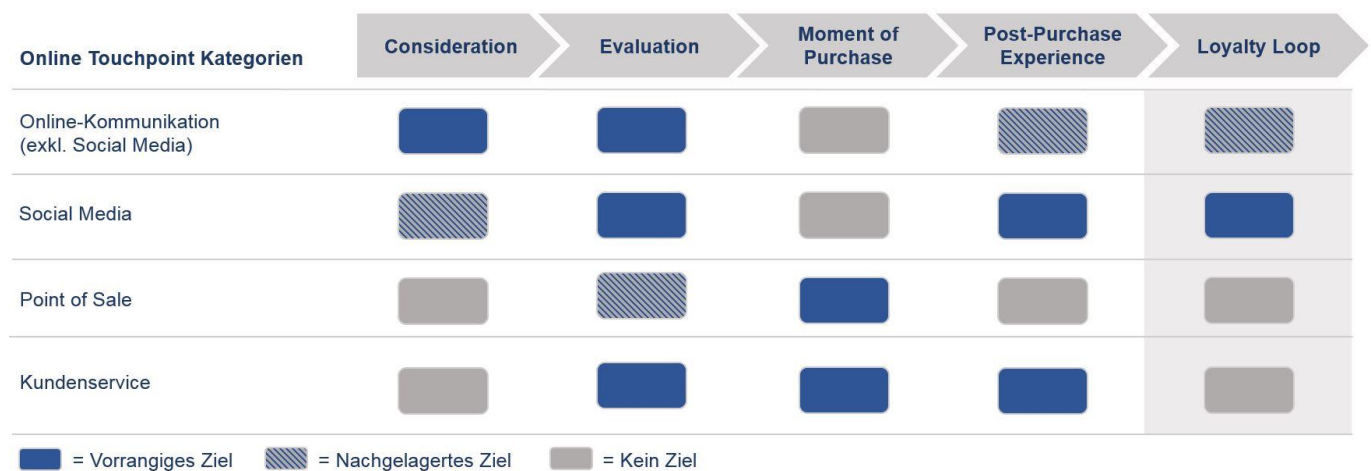 Online Touchpoint Kategorien
Consideration
Evaluation
Moment of
Purchase
Post-Purchase
Experience
Loyalty Loop
Online-Kommunikation
(exkl. Social Media)
Social Media
Point of Sale
Kundenservice
= Vorrangiges Ziel
= Nachgelagertes Ziel
= Kein Ziel